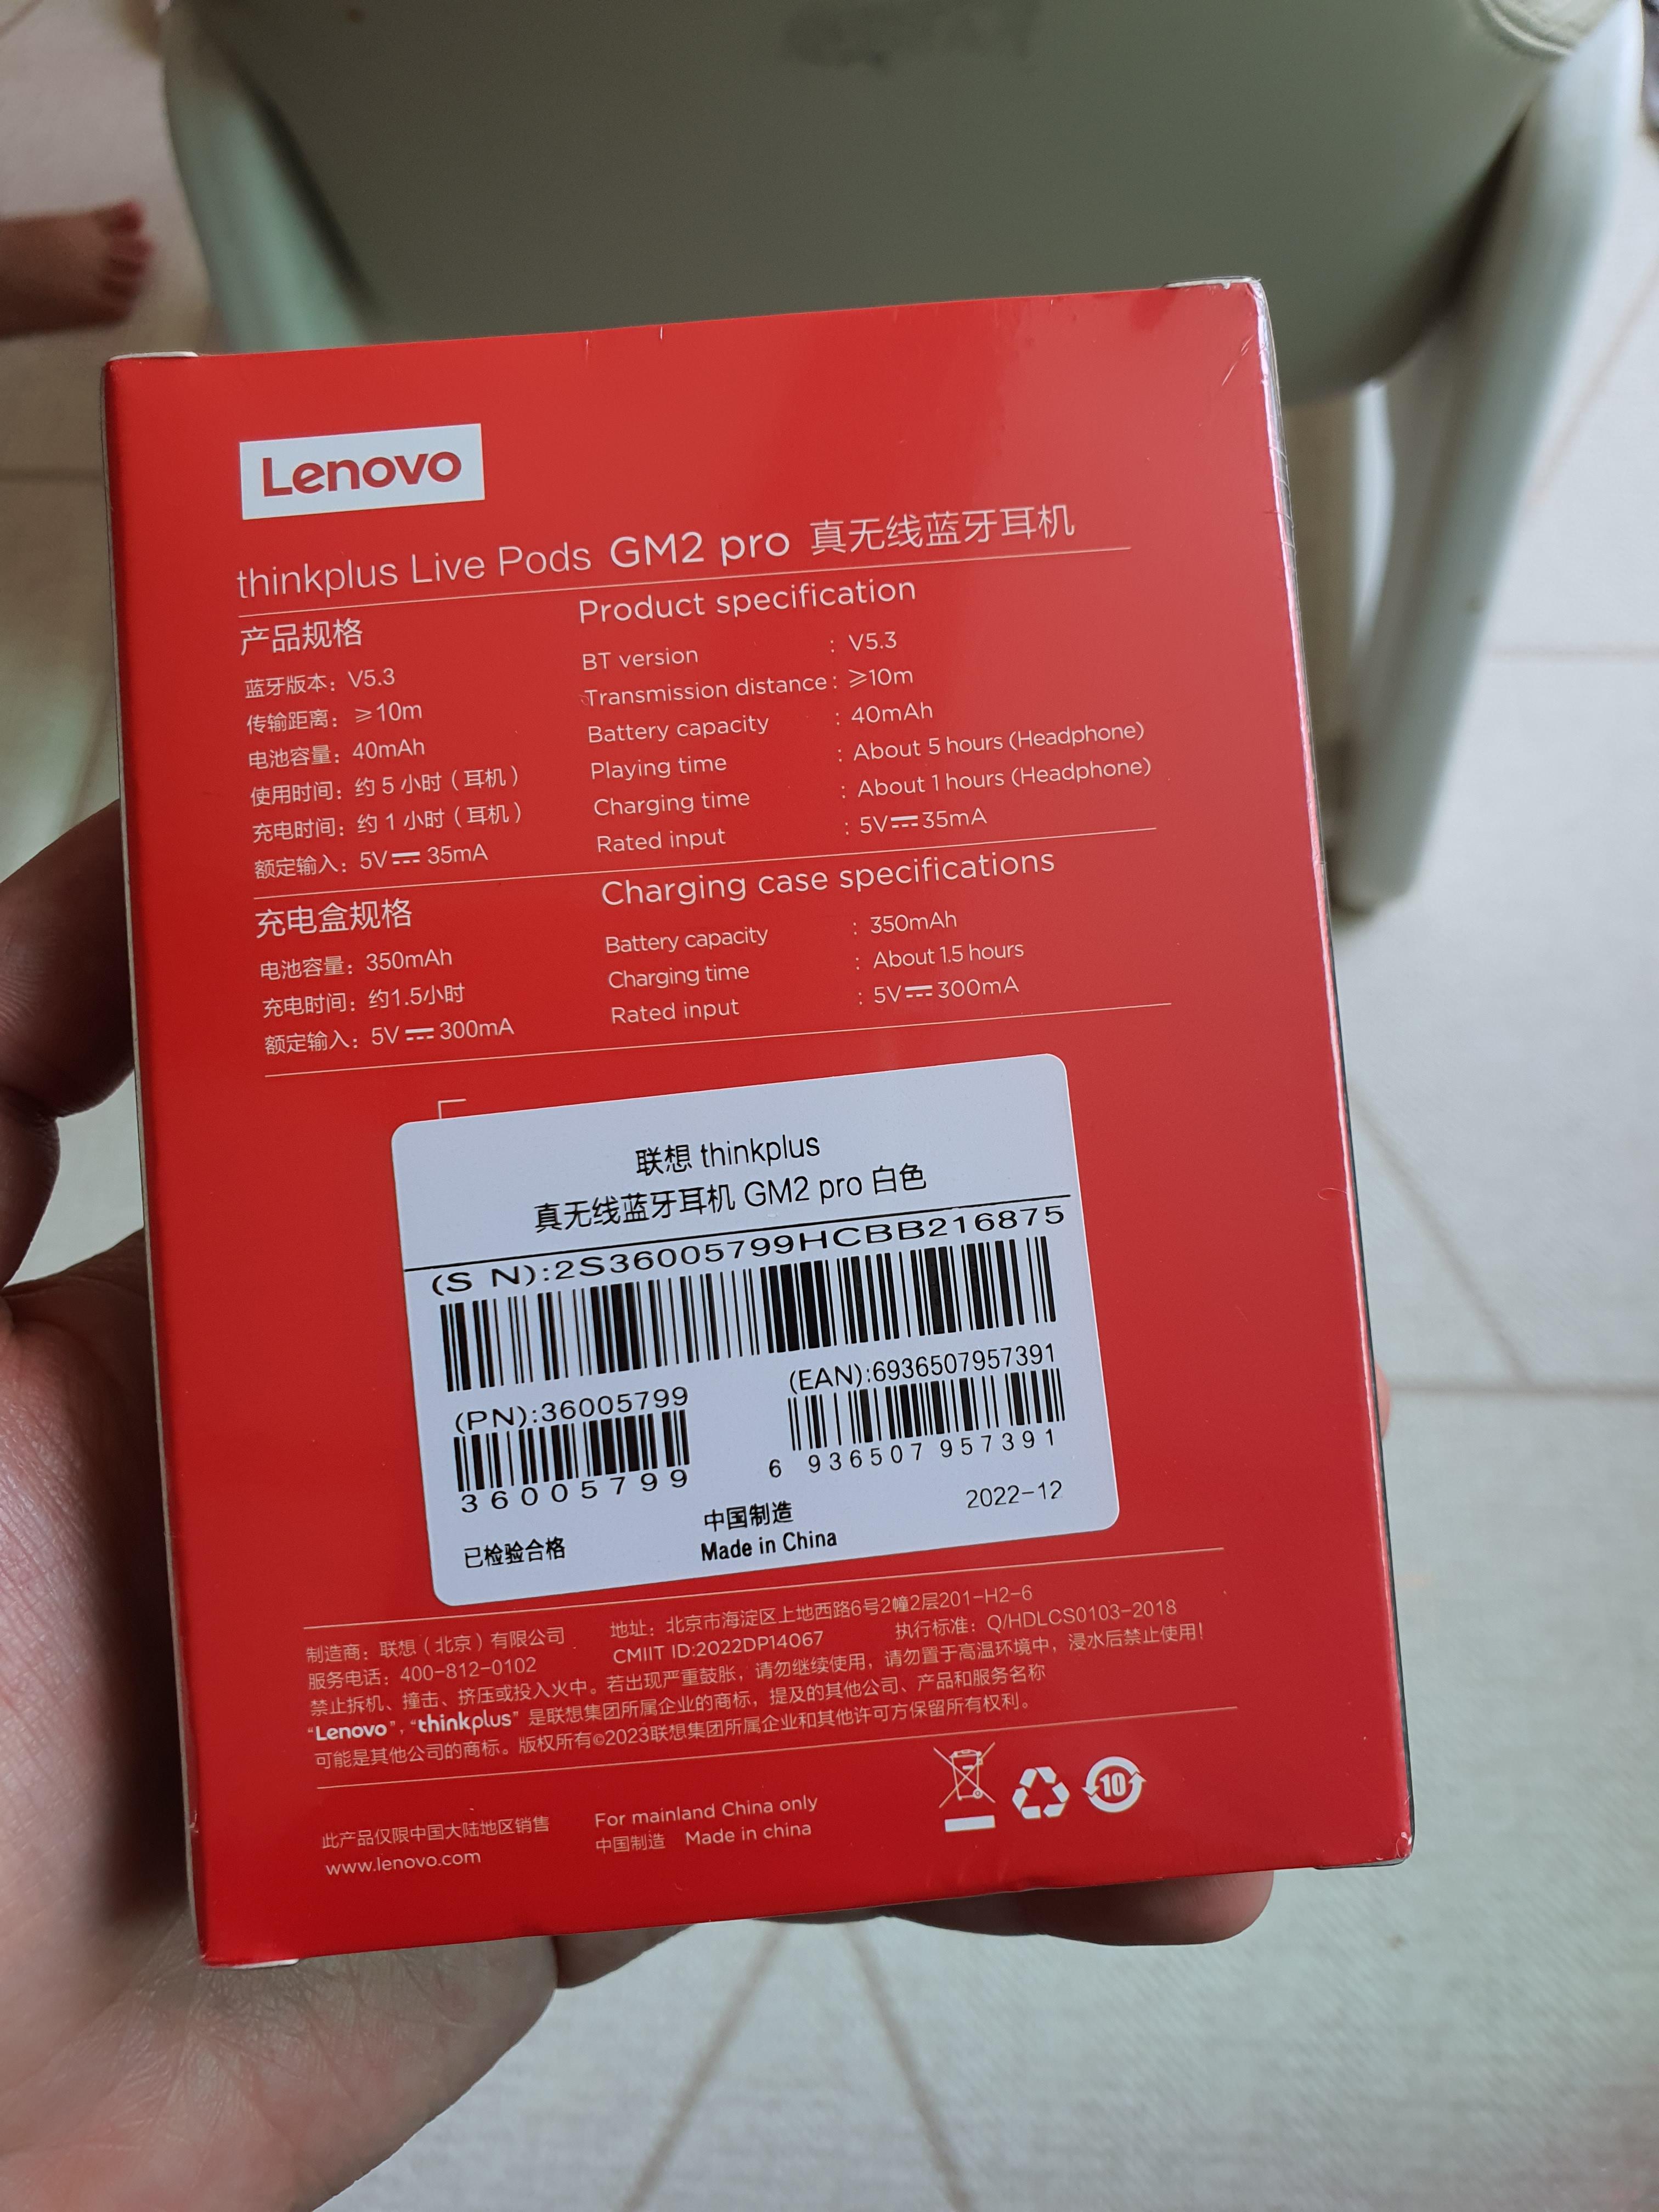 Lenovo
thinkplus Live Pods GM2 pro 真无线蓝牙耳机
产品规格
蓝牙版本：V5.3
传输距离：≥10m
电池容量：40mAh
使用时间：约 5 小时（耳机）
充电时间：约 1 小时（耳机）
额定输入：5V⎓35mA
Product specification
BT version : V5.3
Transmission distance : ≥10m
Battery capacity : 40mAh
Playing time : About 5 hours (Headphone)
Charging time : About 1 hours (Headphone)
Rated input : 5V⎓35mA
充电盒规格
电池容量：350mAh
充电时间：约1.5小时
额定输入：5V⎓300mA
Charging case specifications
Battery capacity : 350mAh
Charging time : About 1.5 hours
Rated input : 5V⎓300mA
联想 thinkplus
真无线蓝牙耳机 GM2 pro 白色
(S N):2S36005799HCBB216875
(PN):36005799
36005799
(EAN):6936507957391
6 936507 957391
已检验合格
中国制造
Made in China
2022-12
制造商：联想（北京）有限公司 地址：北京市海淀区上地西路6号2幢2层201-H2-6
服务电话：400-812-0102 CMIIT ID:2022DP14067 执行标准：Q/HDLCS0103-2018
禁止拆机、撞击、挤压或投入火中。若出现严重鼓胀，请勿继续使用，请勿置于高温环境中，浸水后禁止使用！
“Lenovo”, “thinkplus” 是联想集团所属企业的商标，提及的其他公司、产品和服务名称
可能是其他公司的商标。版权所有©2023联想集团所属企业和其他许可方保留所有权利。
此产品仅限中国大陆地区销售
www.lenovo.com
For mainland China only
中国制造 Made in china
10